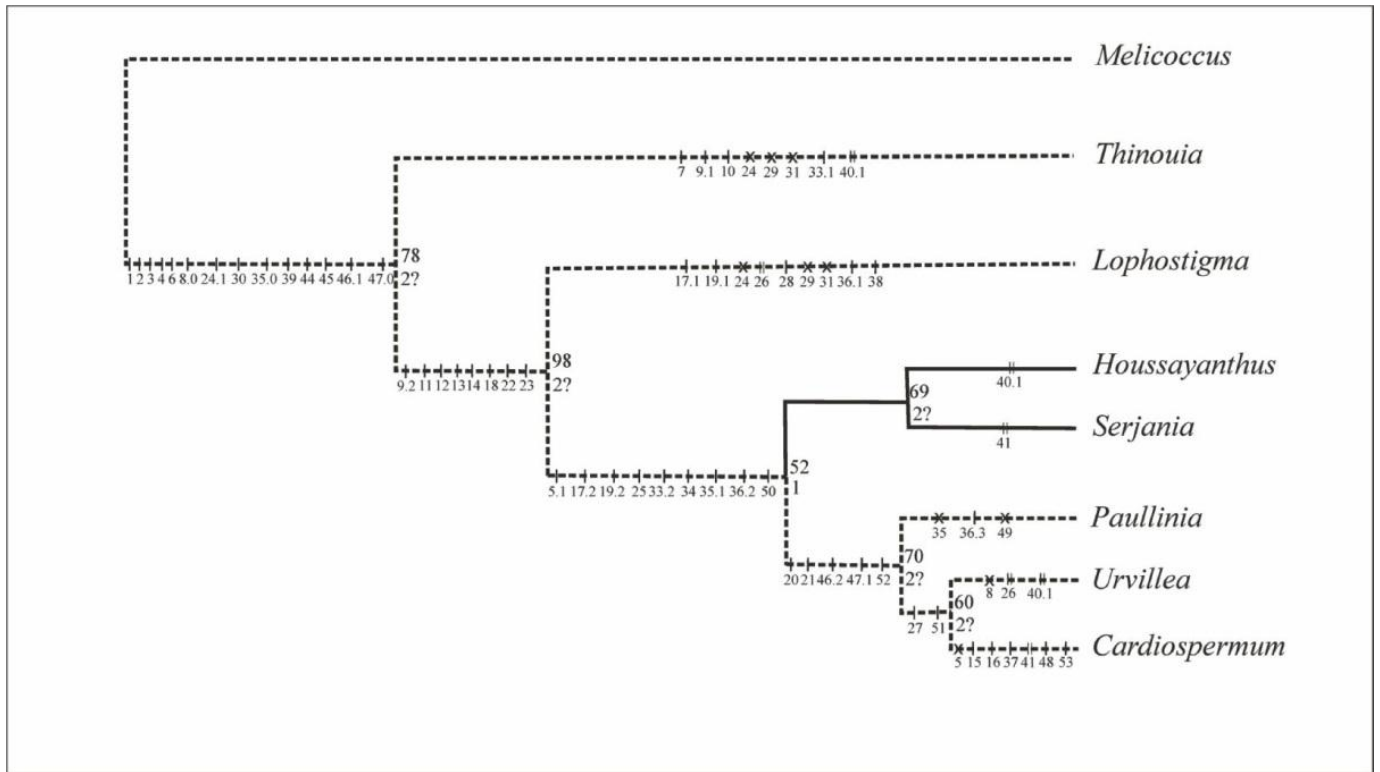 Melicoccus
Thinouia
7 9.1 10 24 29 31 33.1 40.1
78
Lophostigma
1 2 3 4 6 8.0 24.1 30 35.0 39 44 45 46.1 47.0 2?
17.1 19.1 24 26 28 29 31 36.1 38
98
Houssayanthus
9.2 11 12 13 14 18 22 23 2?
40.1
69
2?
Serjania
41
52
5.1 17.2 19.2 25 33.2 34 35.1 36.2 50 1
Paullinia
35 36.3 49
70
20 21 46.2 47.1 52 2?
Urvillea
8 26 40.1
60
27 51 2?
Cardiospermum
5 15 16 37 41 48 53